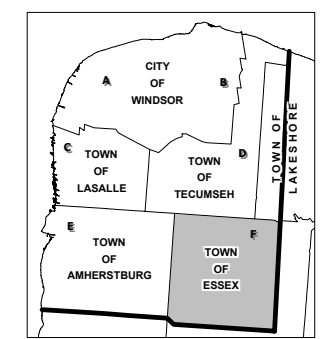 CITY
OF
WINDSOR
A
B
C
TOWN
OF
LASALLE
TOWN
OF
TECUMSEH
D
TOWN OF
LAKESHORE
E
TOWN
OF
AMHERSTBURG
F
TOWN
OF
ESSEX